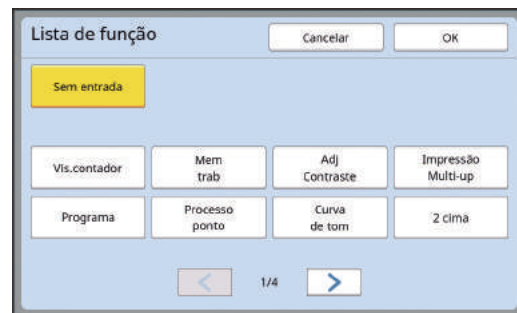 Lista de função
Cancelar
OK
Sem entrada
Vis.contador
Mem
trab
Adj
Contraste
Impressão
Multi-up
Programa
Processo
ponto
Curva
de tom
2 cima
1/4